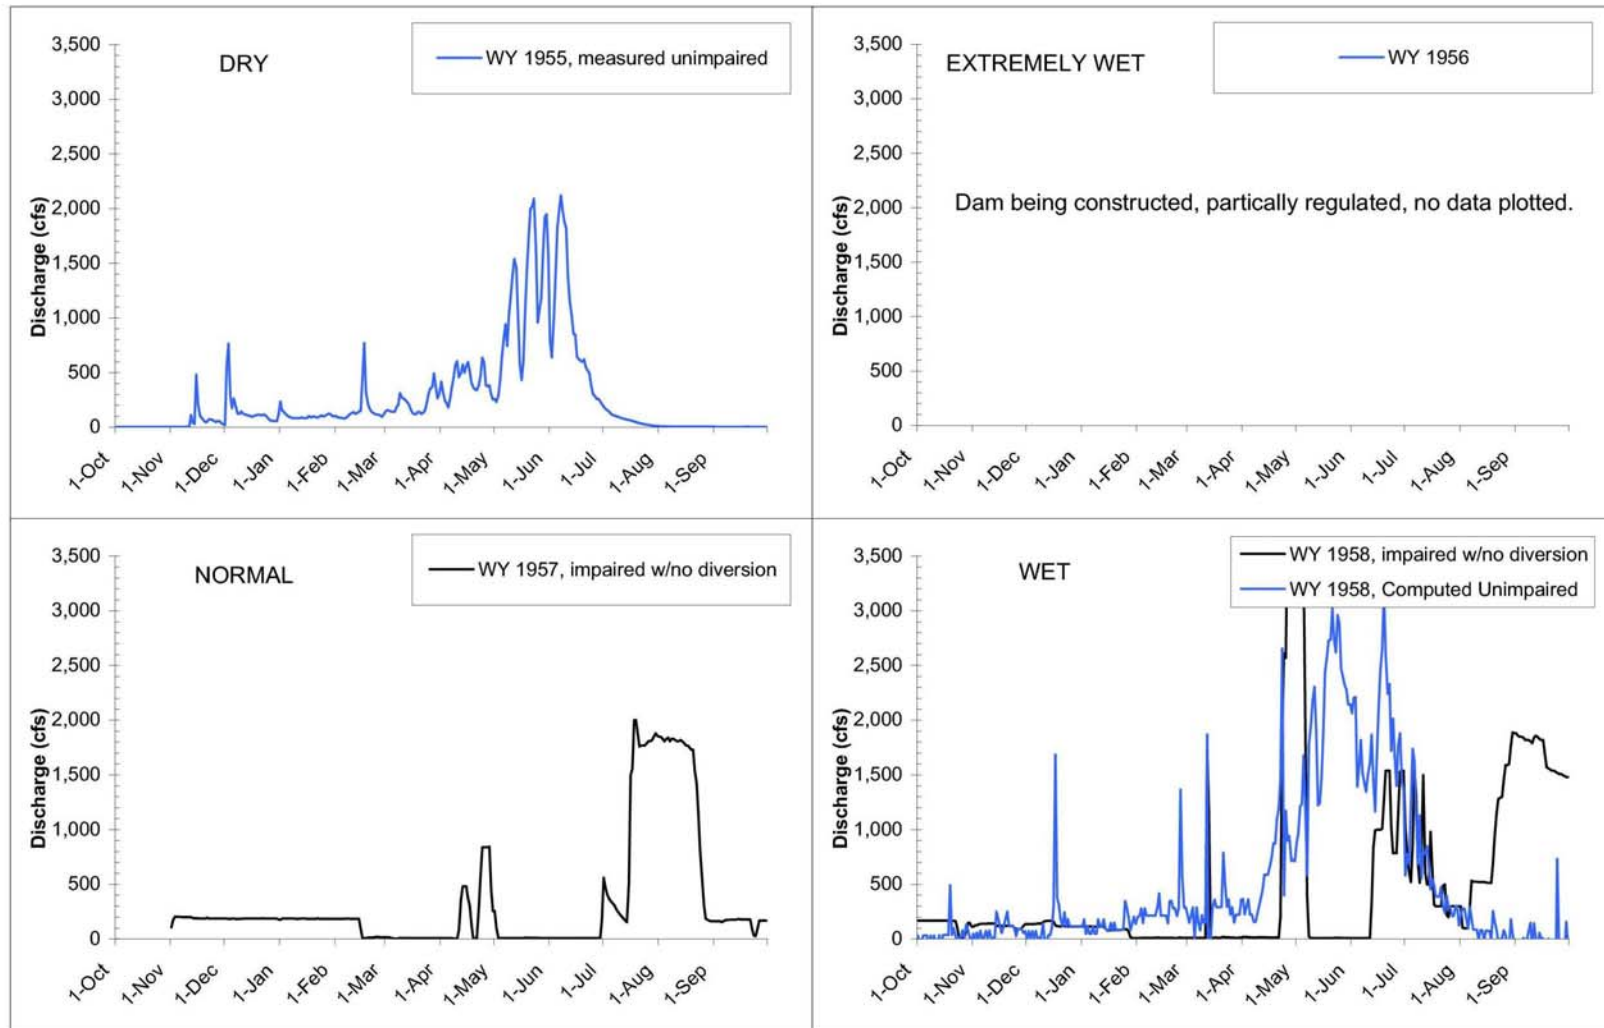 DRY
WY 1955, measured unimpaired
Discharge (cfs)
3,500
3,000
2,500
2,000
1,500
1,000
500
0
1-Oct
1-Nov
1-Dec
1-Jan
1-Feb
1-Mar
1-Apr
1-May
1-Jun
1-Jul
1-Aug
1-Sep
EXTREMELY WET
WY 1956
Dam being constructed, partically regulated, no data plotted.
Discharge (cfs)
3,500
3,000
2,500
2,000
1,500
1,000
500
0
1-Oct
1-Nov
1-Dec
1-Jan
1-Feb
1-Mar
1-Apr
1-May
1-Jun
1-Jul
1-Aug
1-Sep
NORMAL
WY 1957, impaired w/no diversion
Discharge (cfs)
3,500
3,000
2,500
2,000
1,500
1,000
500
0
1-Oct
1-Nov
1-Dec
1-Jan
1-Feb
1-Mar
1-Apr
1-May
1-Jun
1-Jul
1-Aug
1-Sep
WET
WY 1958, impaired w/no diversion
WY 1958, Computed Unimpaired
Discharge (cfs)
3,500
3,000
2,500
2,000
1,500
1,000
500
0
1-Oct
1-Nov
1-Dec
1-Jan
1-Feb
1-Mar
1-Apr
1-May
1-Jun
1-Jul
1-Aug
1-Sep